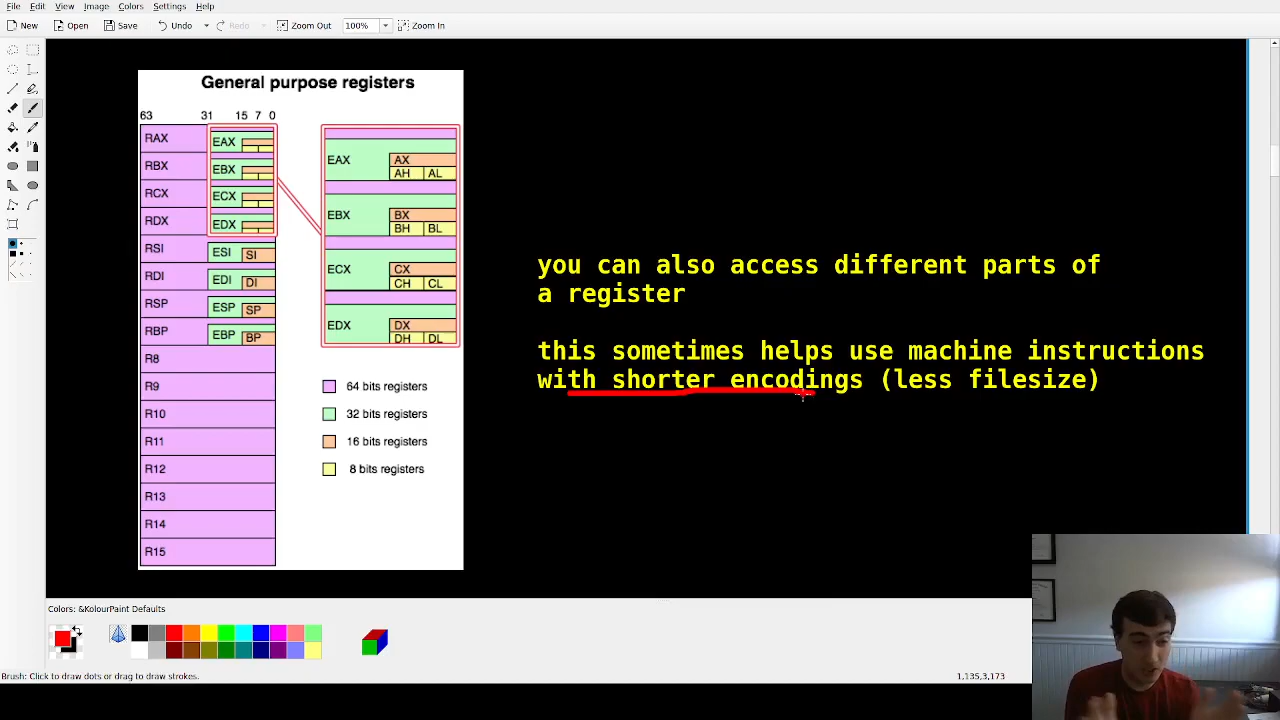 File Edit View Image Colors Settings Help
New Open Save Undo Redo Zoom Out 100% Zoom In
General purpose registers
63 31 15 7 0
RAX EAX
RBX EBX
RCX ECX
RDX EDX
RSI ESI SI
RDI EDI DI
RSP ESP SP
RBP EBP BP
R8
R9
R10
R11
R12
R13
R14
R15
EAX AX
AH AL
EBX BX
BH BL
ECX CX
CH CL
EDX DX
DH DL
64 bits registers
32 bits registers
16 bits registers
8 bits registers
you can also access different parts of
a register
this sometimes helps use machine instructions
with shorter encodings (less filesize)
Colors: &KolourPaint Defaults
Brush: Click to draw dots or drag to draw strokes.
1,135,3,173